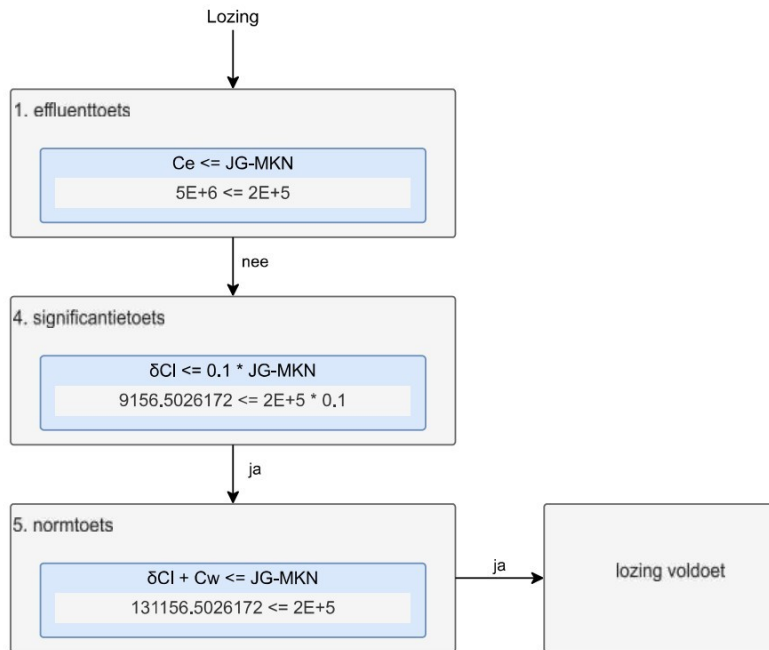 Lozing
1. effluenttoets
Ce <= JG-MKN
5E+6 <= 2E+5
nee
4. significantietoets
δCl <= 0.1 * JG-MKN
9156.5026172 <= 2E+5 * 0.1
ja
5. normtoets
δCl + Cw <= JG-MKN
131156.5026172 <= 2E+5
ja
lozing voldoet